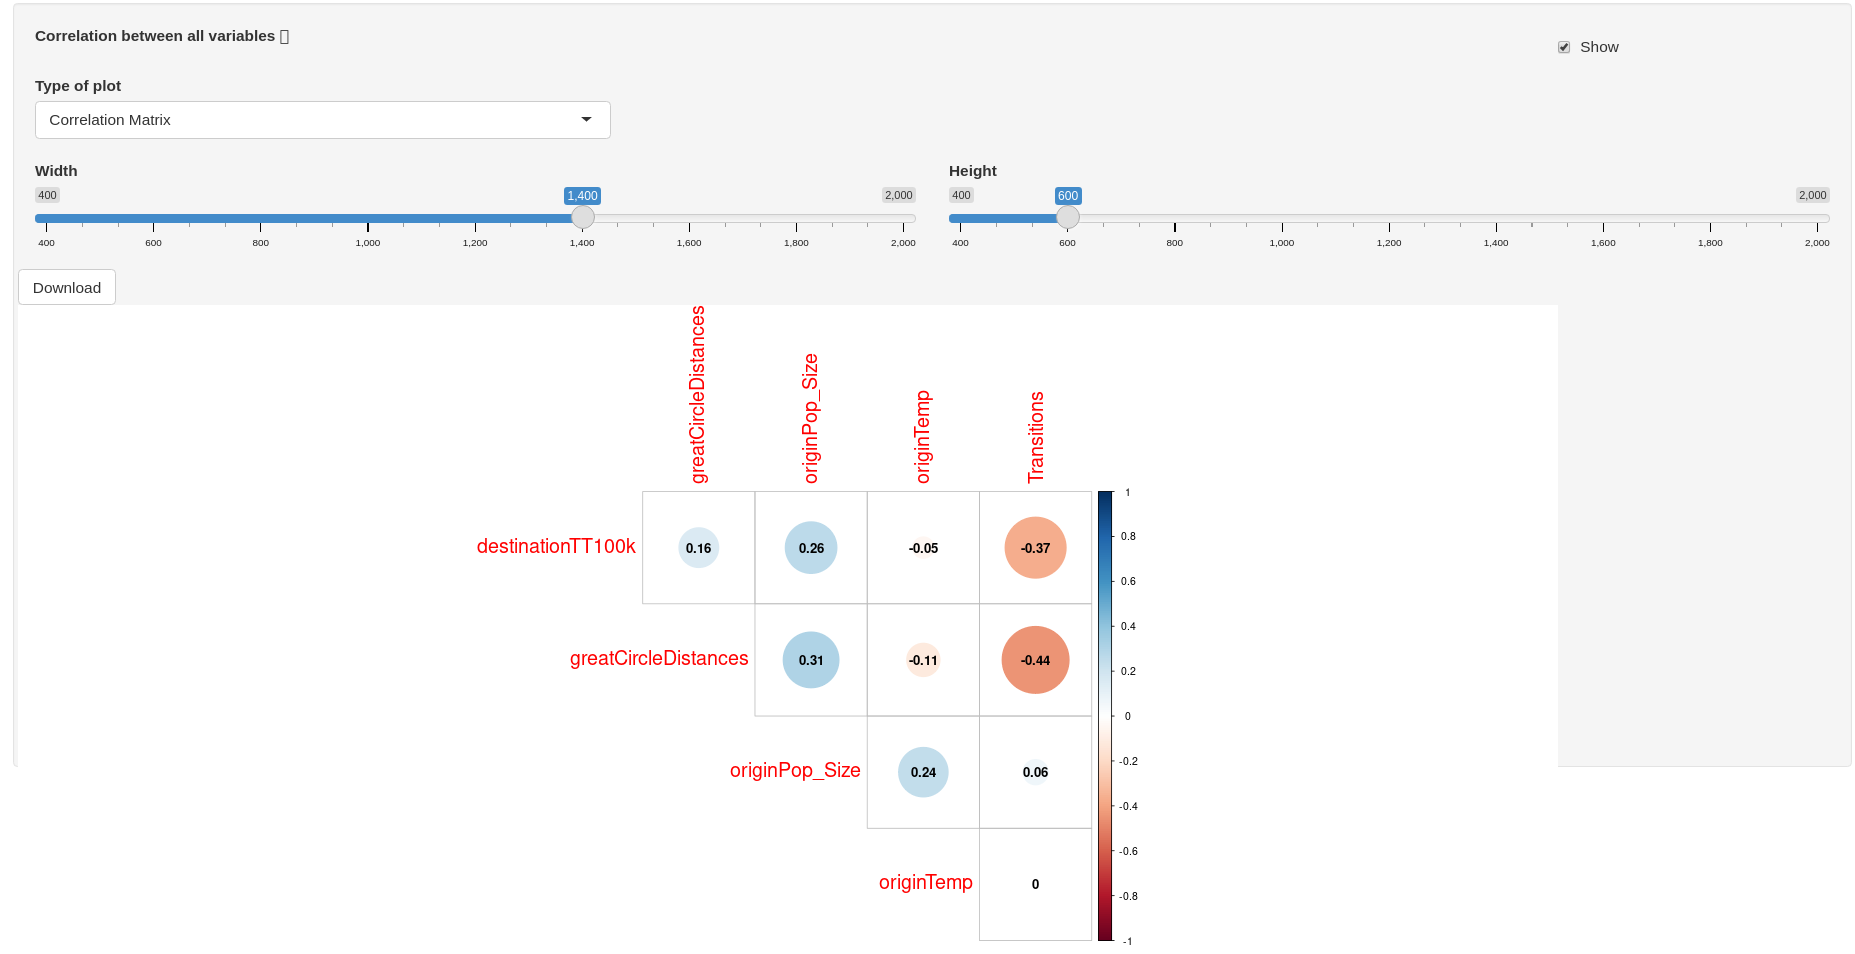 Correlation between all variables
Show
Type of plot
Correlation Matrix
Width
Height
400 1,400 2,000
400 600 2,000
400 600 800 1,000 1,200 1,400 1,600 1,800 2,000
400 600 800 1,000 1,200 1,400 1,600 1,800 2,000
Download
greatCircleDistances
originPop_Size
originTemp
Transitions
destinationTT100k 0.16 0.26 -0.05 -0.37
greatCircleDistances 0.31 -0.11 -0.44
originPop_Size 0.24 0.06
originTemp 0
1
0.8
0.6
0.4
0.2
0
-0.2
-0.4
-0.6
-0.8
-1